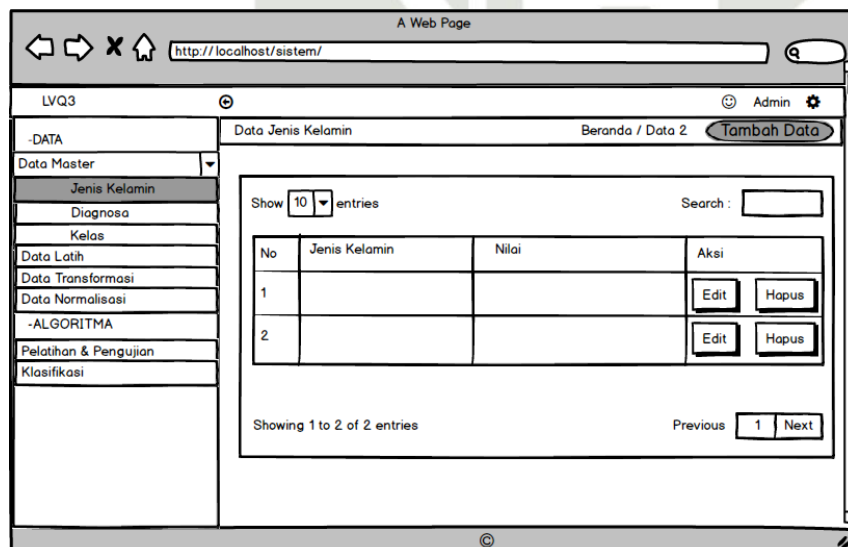 A Web Page
http://localhost/sistem/
LVQ3
Admin
-DATA
Data Master
Jenis Kelamin
Diagnosa
Kelas
Data Latih
Data Transformasi
Data Normalisasi
-ALGORITMA
Pelatihan & Pengujian
Klasifikasi
Data Jenis Kelamin Beranda / Data 2 Tambah Data
Show 10 entries Search :
No Jenis Kelamin Nilai Aksi
1 Edit Hapus
2 Edit Hapus
Showing 1 to 2 of 2 entries Previous 1 Next
©